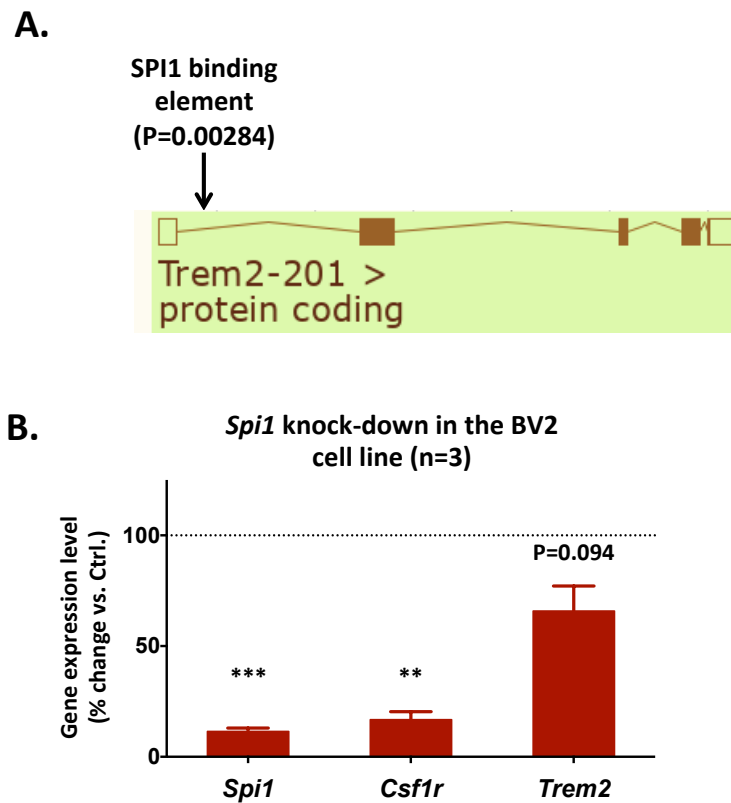 A.
SPI1 binding
element
(P=0.00284)
Trem2-201 >
protein coding
B.
Spi1 knock-down in the BV2
cell line (n=3)
Gene expression level
(% change vs. Ctrl.)
100
50
0
***
**
P=0.094
Spi1
Csf1r
Trem2